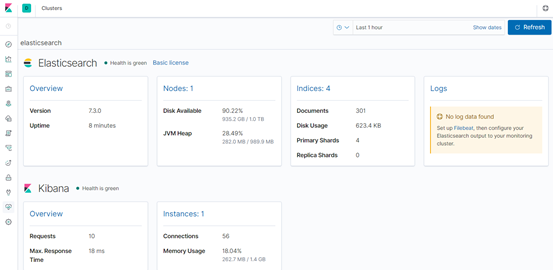 D
Clusters
Last 1 hour
Show dates
Refresh
elasticsearch
Elasticsearch
Health is green
Basic license
Overview
Version 7.3.0
Uptime 8 minutes
Nodes: 1
Disk Available 90.22%
935.2 GB / 1.0 TB
JVM Heap 28.49%
282.0 MB / 989.9 MB
Indices: 4
Documents 301
Disk Usage 623.4 KB
Primary Shards 4
Replica Shards 0
Logs
No log data found
Set up Filebeat, then configure your
Elasticsearch output to your monitoring
cluster.
Kibana
Health is green
Overview
Requests 10
Max. Response 18 ms
Time
Instances: 1
Connections 56
Memory Usage 18.04%
262.7 MB / 1.4 GB